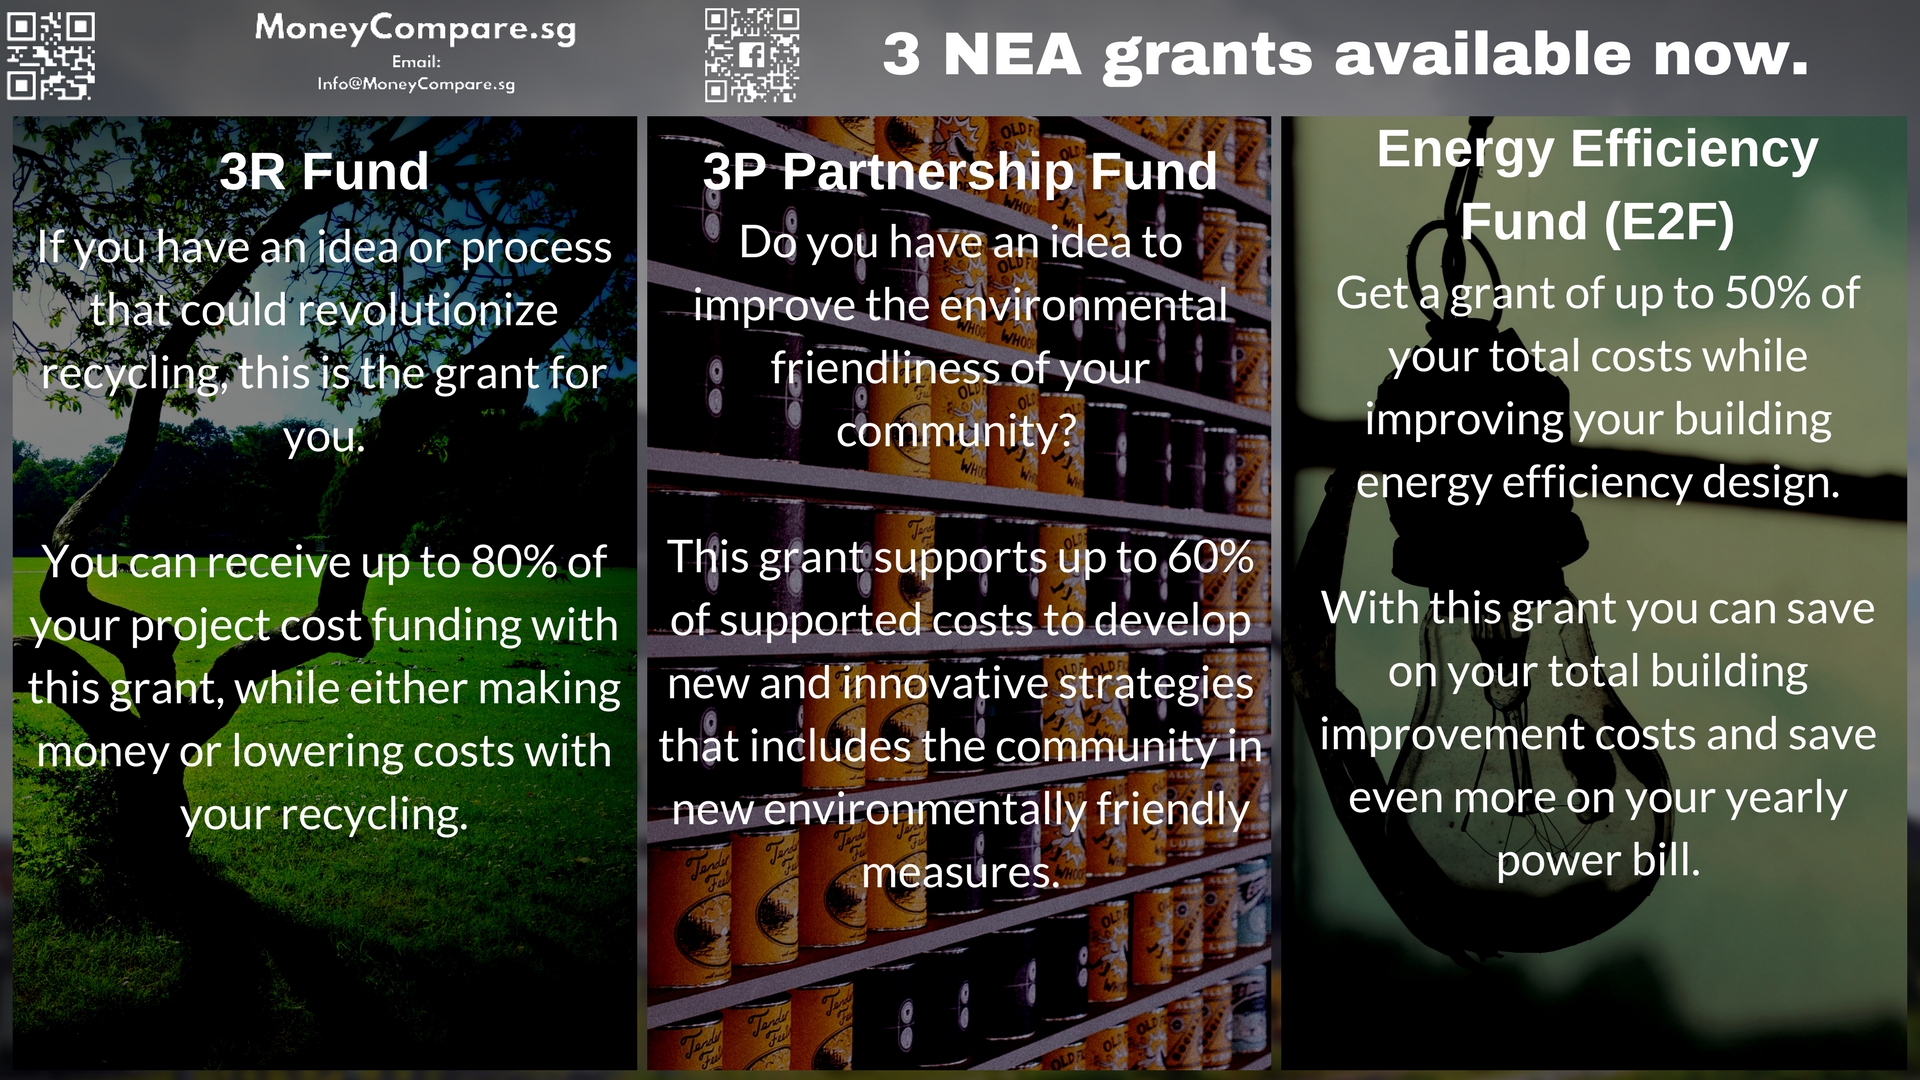 MoneyCompare.sg
Email:
Info@MoneyCompare.sg
3 NEA grants available now.
3R Fund
If you have an idea or process
that could revolutionize
recycling, this is the grant for
you.
You can receive up to 80% of
your project cost funding with
this grant, while either making
money or lowering costs with
your recycling.
3P Partnership Fund
Do you have an idea to
improve the environmental
friendliness of your
community?
This grant supports up to 60%
of supported costs to develop
new and innovative strategies
that includes the community in
new environmentally friendly
measures.
Energy Efficiency
Fund (E2F)
Get a grant of up to 50% of
your total costs while
improving your building
energy efficiency design.
With this grant you can save
on your total building
improvement costs and save
even more on your yearly
power bill.